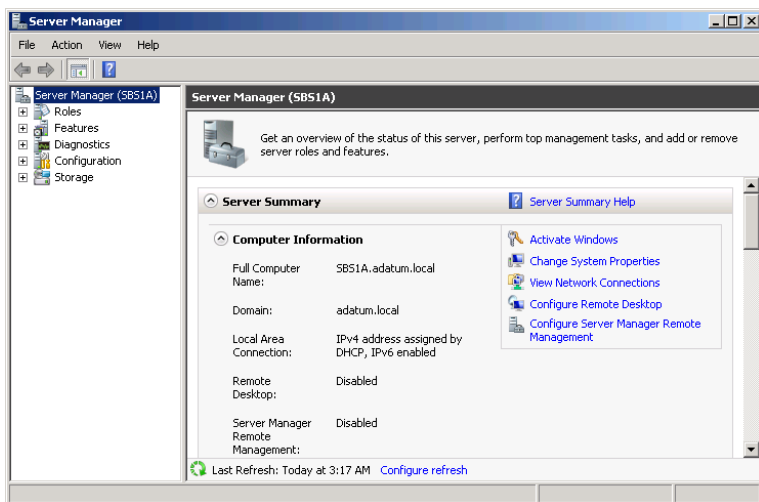 Server Manager
File Action View Help
Server Manager (SBS1A)
Roles
Features
Diagnostics
Configuration
Storage
Server Manager (SBS1A)
Get an overview of the status of this server, perform top management tasks, and add or remove
server roles and features.
Server Summary
Server Summary Help
Computer Information
Full Computer
Name:
SBS1A.adatum.local
Domain:
adatum.local
Local Area
Connection:
IPv4 address assigned by
DHCP, IPv6 enabled
Remote
Desktop:
Disabled
Server Manager
Remote
Management:
Disabled
Activate Windows
Change System Properties
View Network Connections
Configure Remote Desktop
Configure Server Manager Remote
Management
Last Refresh: Today at 3:17 AM Configure refresh